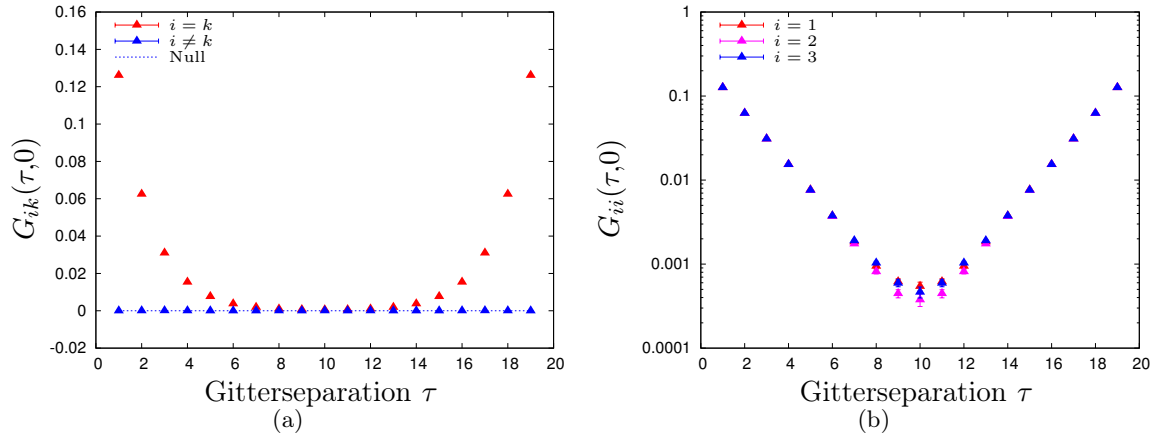 0.16
0.14
0.12
0.1
0.08
0.06
0.04
0.02
0
-0.02
0 2 4 6 8 10 12 14 16 18 20
i = k
i ≠ k
Null
G_{ik}(τ,0)
Gitterseparation τ
(a)
1
0.1
0.01
0.001
0.0001
0 2 4 6 8 10 12 14 16 18 20
i = 1
i = 2
i = 3
G_{ii}(τ,0)
Gitterseparation τ
(b)